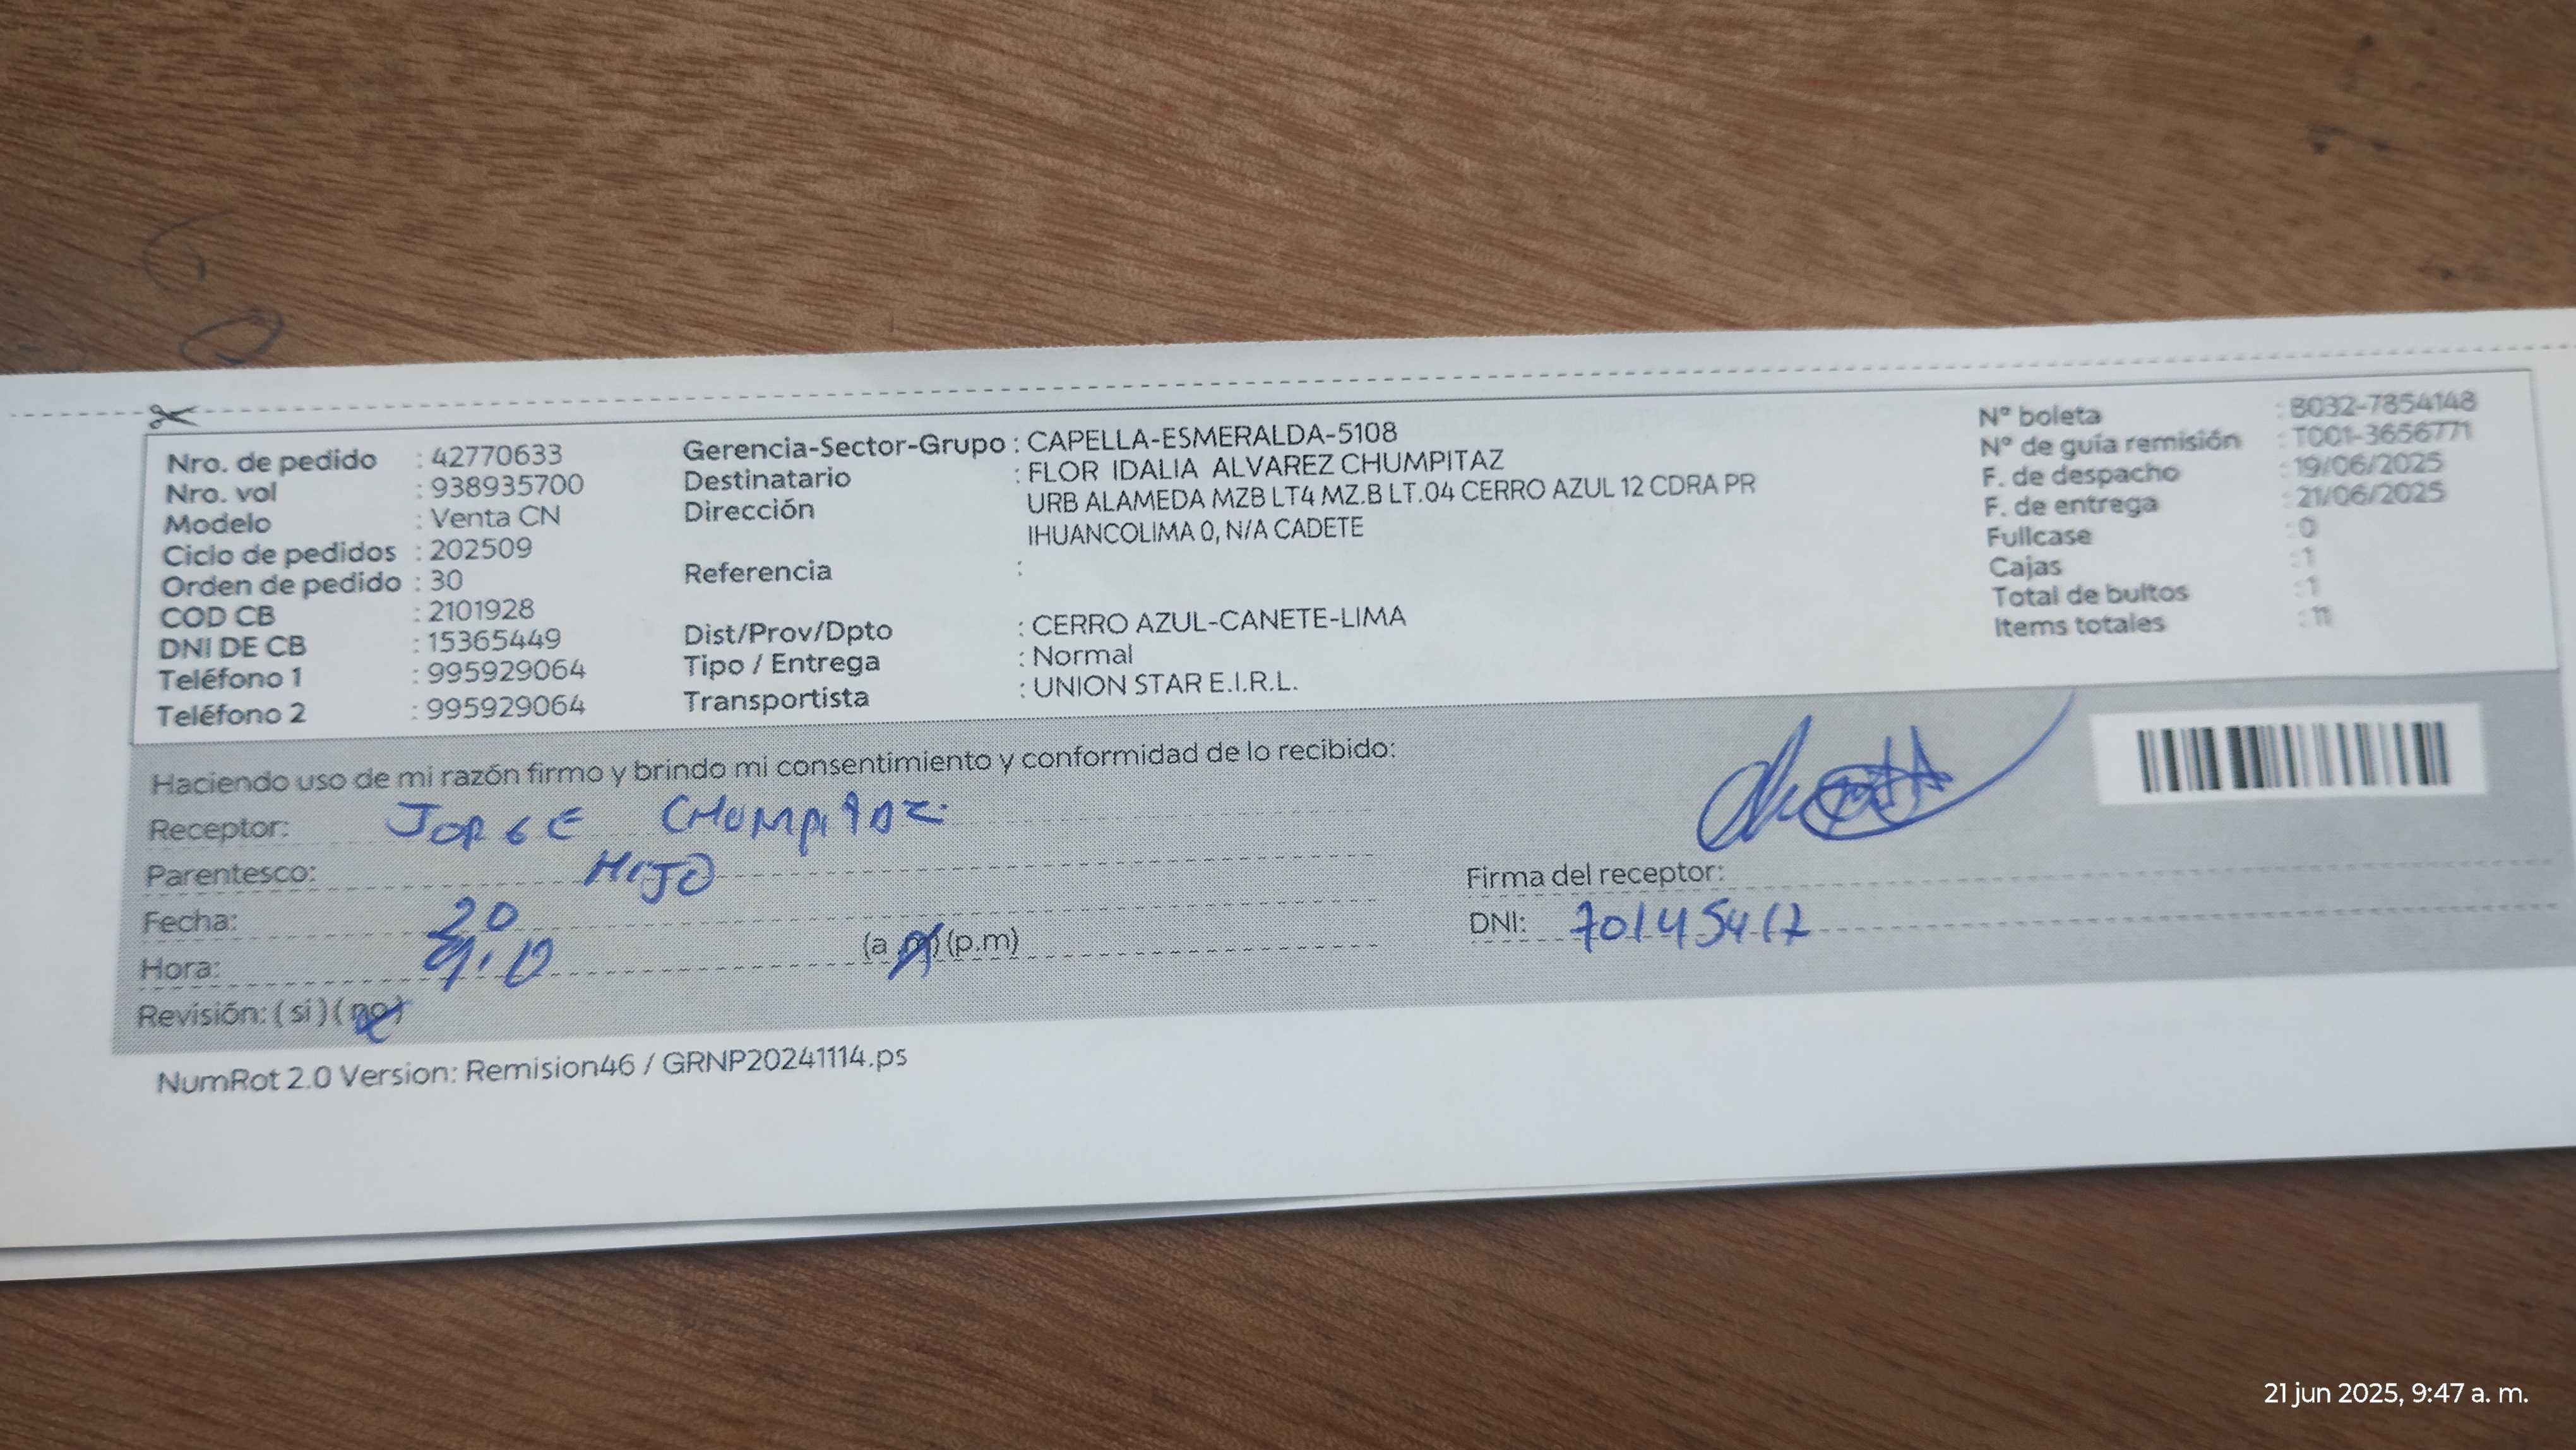 Nro. de pedido : 42770633
Nro. vol : 938935700
Modelo : Venta CN
Ciclo de pedidos : 202509
Orden de pedido : 30
COD CB : 2101928
DNI DE CB : 15365449
Teléfono 1 : 995929064
Teléfono 2 : 995929064
Gerencia-Sector-Grupo : CAPELLA-ESMERALDA-5108
Destinatario : FLOR IDALIA ALVAREZ CHUMPITAZ
Dirección URB ALAMEDA MZB LT4 MZ.B LT.04 CERRO AZUL 12 CDRA PR
IHUANCOLIMA 0, N/A CADETE
Referencia :
Dist/Prov/Dpto : CERRO AZUL-CANETE-LIMA
Tipo / Entrega : Normal
Transportista : UNION STAR E.I.R.L.
Nº boleta : B032-7854148
Nº de guía remisión : T001-3656771
F. de despacho : 19/06/2025
F. de entrega : 21/06/2025
Fullcase : 0
Cajas : 1
Total de bultos : 1
Items totales : 11
Haciendo uso de mi razón firmo y brindo mi consentimiento y conformidad de lo recibido:
Receptor: JORGE CHUMPITAZ
Parentesco: HIJO
Fecha: 20
Hora: 9:10 (a.m) (p.m)
Revisión: (si) (no)
Firma del receptor:
DNI: 70145417
NumRot 2.0 Version: Remision46 / GRNP20241114.ps
21 jun 2025, 9:47 a. m.